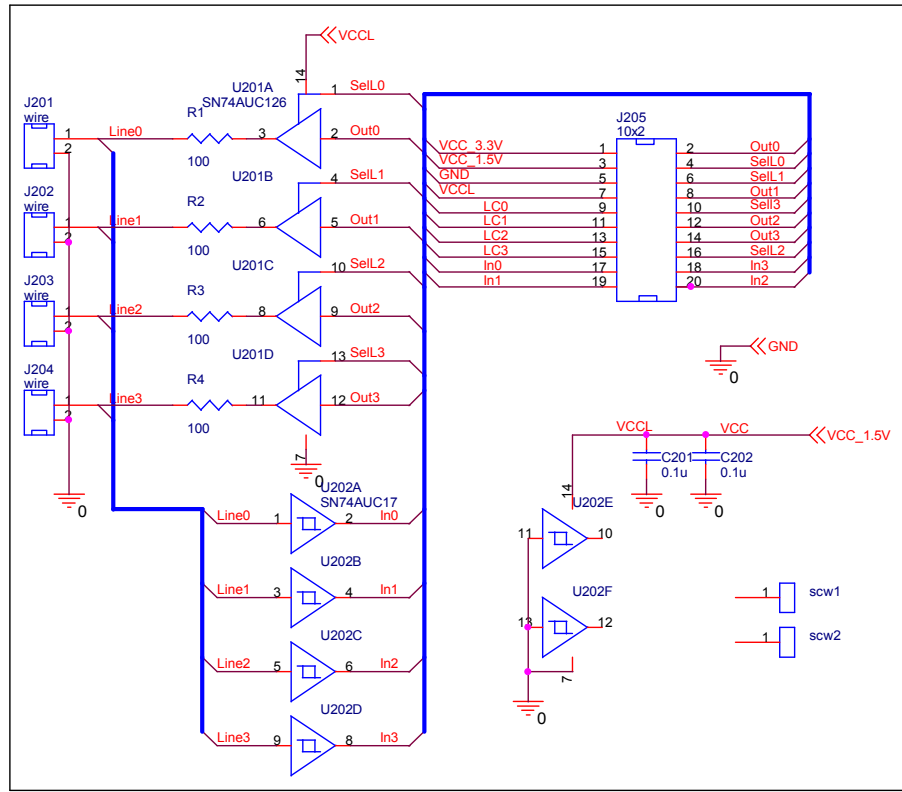 VCCL
14
U201A
SN74AUC126
1 SelL0
J201
wire
1
2
Line0
R1
100
3
2 Out0
U201B
4 SelL1
J202
wire
1
2
Line1
R2
100
6
5 Out1
U201C
10 SelL2
J203
wire
1
2
Line2
R3
100
8
9 Out2
U201D
13 SelL3
J204
wire
1
2
Line3
R4
100
11
12 Out3
7
0
0
J205
10x2
VCC_3.3V 1 2 Out0
VCC_1.5V 3 4 SelL0
GND 5 6 SelL1
VCCL 7 8 Out1
LC0 9 10 Sell3
LC1 11 12 Out2
LC2 13 14 Out3
LC3 15 16 SelL2
In0 17 18 In3
In1 19 20 In2
GND
0
VCCL
VCC
VCC_1.5V
C201
0.1u
C202
0.1u
0
0
U202A
SN74AUC17
Line0 1 2 In0
U202B
Line1 3 4 In1
U202C
Line2 5 6 In2
U202D
Line3 9 8 In3
14
U202E
11 10
U202F
13 12
7
0
1 scw1
1 scw2